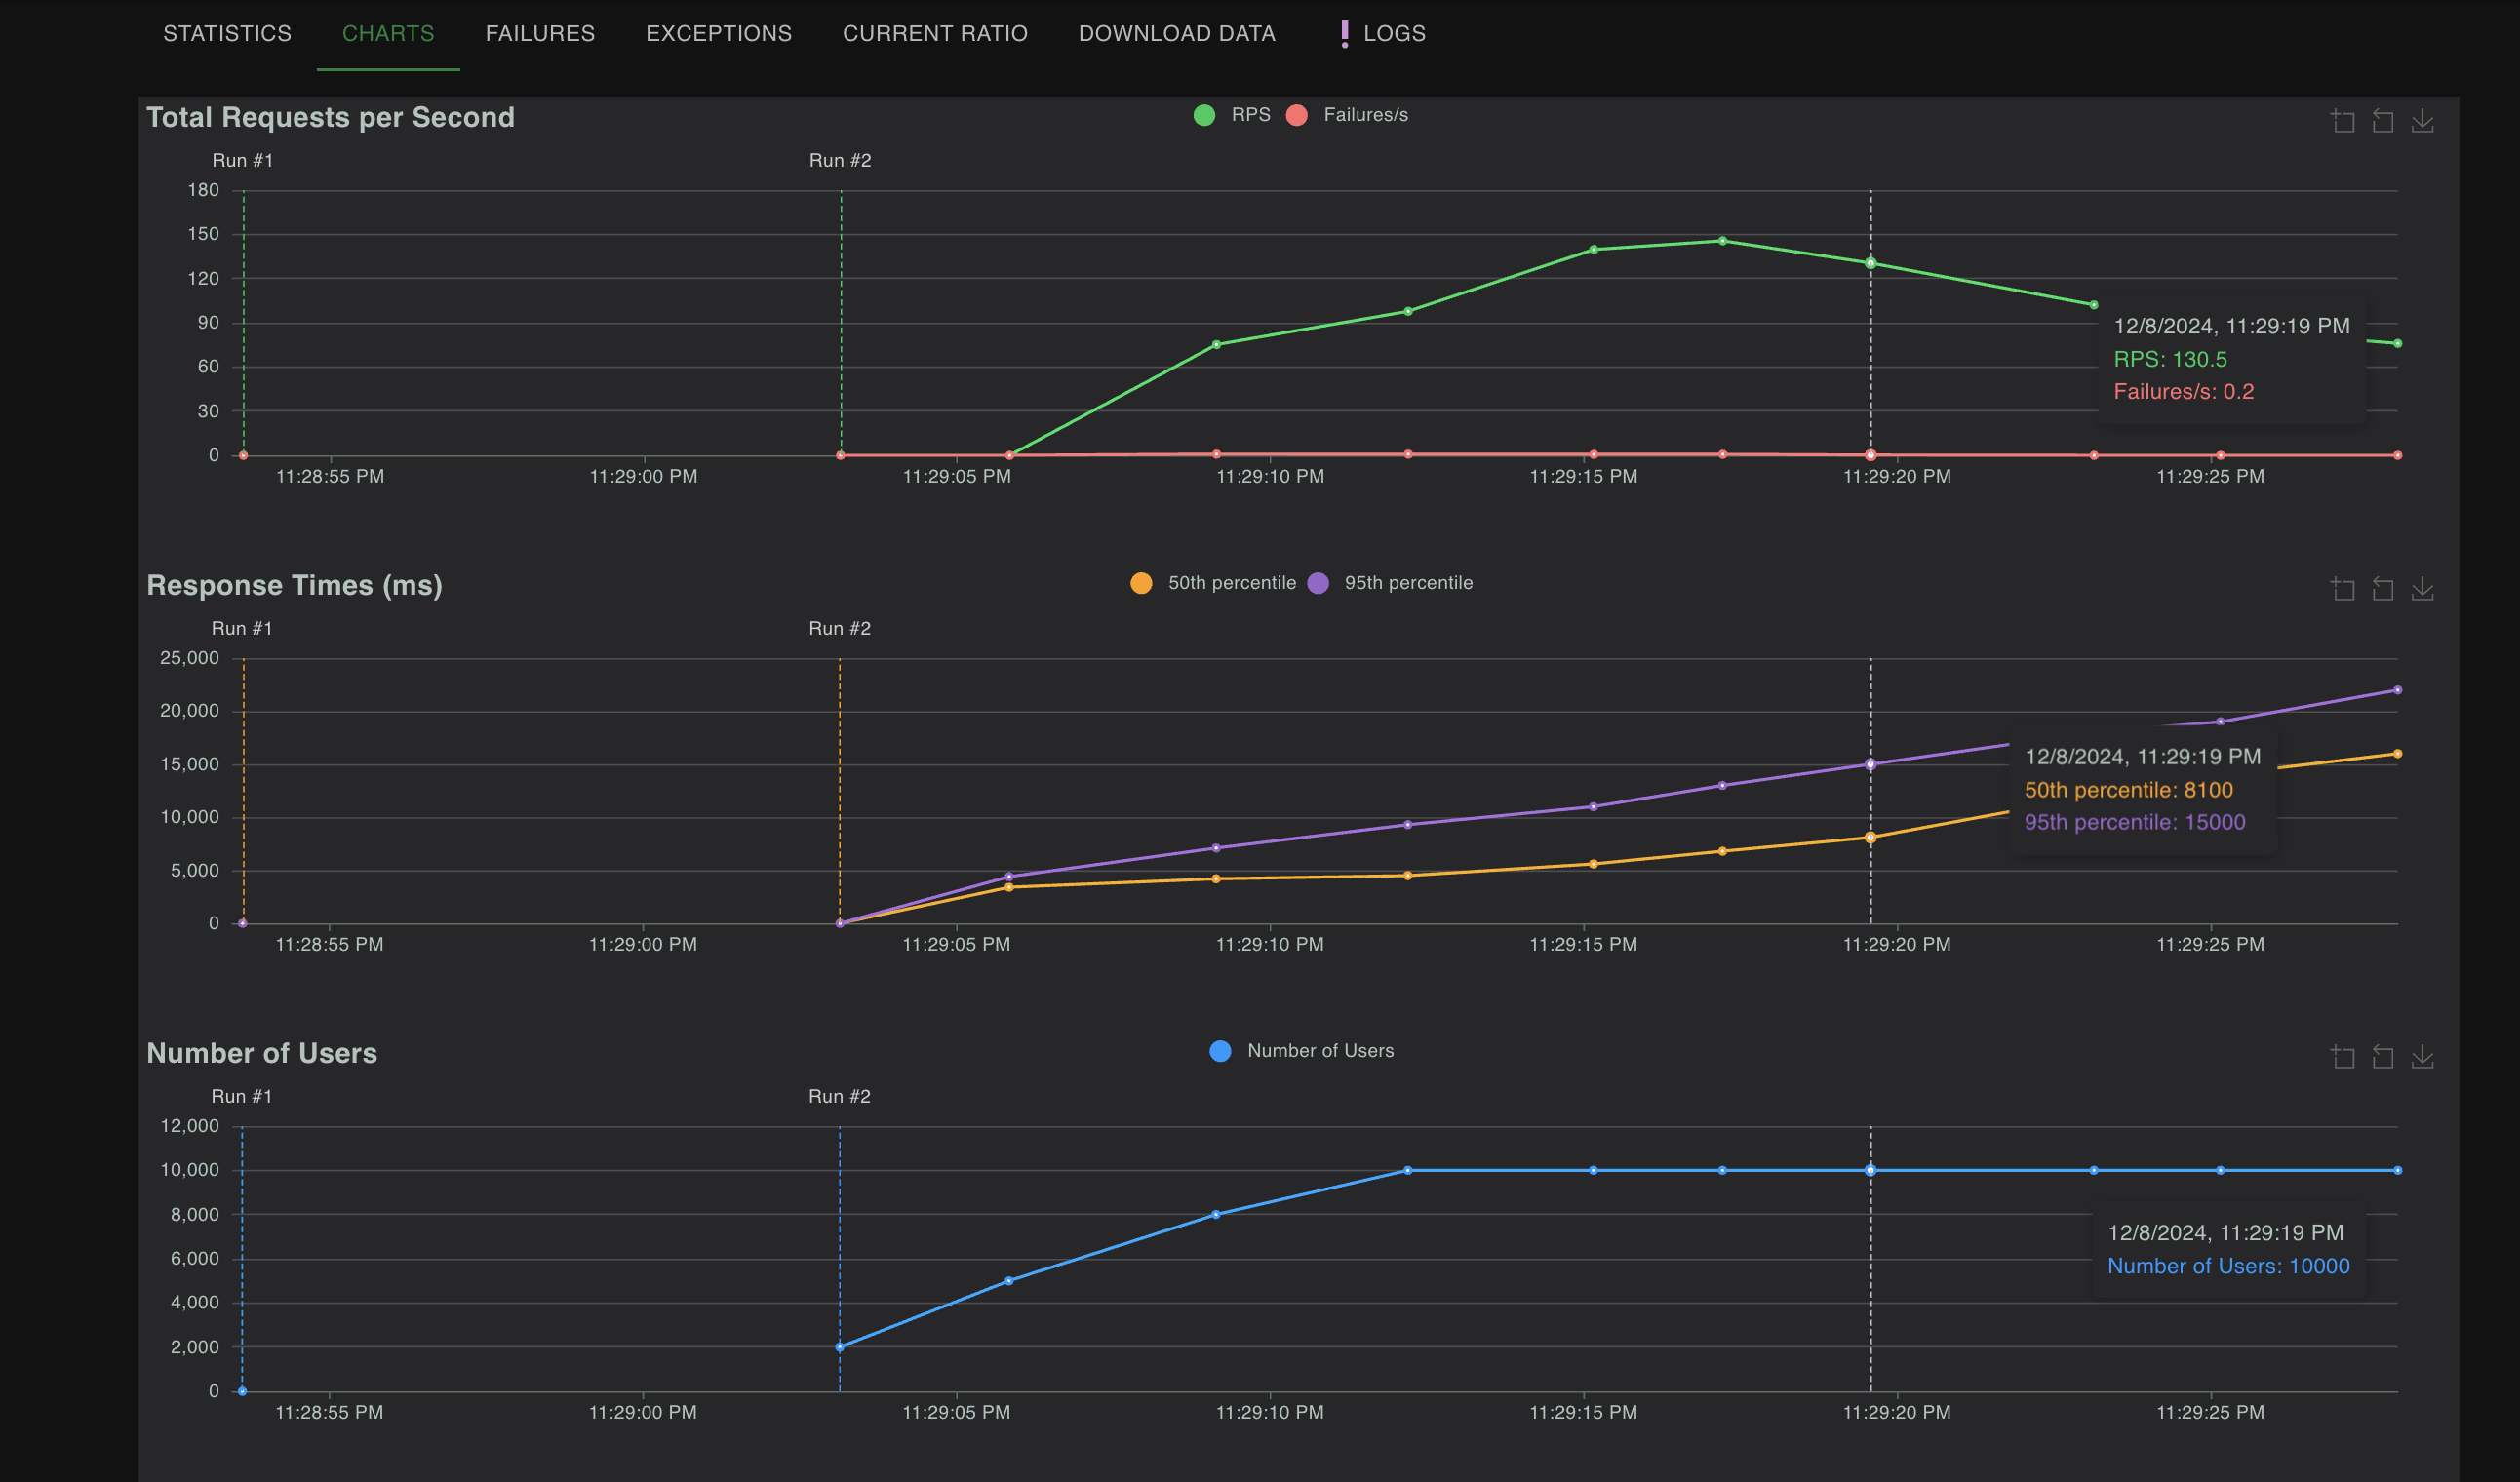 STATISTICS CHARTS FAILURES EXCEPTIONS CURRENT RATIO DOWNLOAD DATA LOGS
Total Requests per Second
RPS Failures/s
Run #1 Run #2
180
150
120
90
60
30
0
12/8/2024, 11:29:19 PM
RPS: 130.5
Failures/s: 0.2
11:28:55 PM 11:29:00 PM 11:29:05 PM 11:29:10 PM 11:29:15 PM 11:29:20 PM 11:29:25 PM
Response Times (ms)
50th percentile 95th percentile
Run #1 Run #2
25,000
20,000
15,000
10,000
5,000
0
12/8/2024, 11:29:19 PM
50th percentile: 8100
95th percentile: 15000
11:28:55 PM 11:29:00 PM 11:29:05 PM 11:29:10 PM 11:29:15 PM 11:29:20 PM 11:29:25 PM
Number of Users
Number of Users
Run #1 Run #2
12,000
10,000
8,000
6,000
4,000
2,000
0
12/8/2024, 11:29:19 PM
Number of Users: 10000
11:28:55 PM 11:29:00 PM 11:29:05 PM 11:29:10 PM 11:29:15 PM 11:29:20 PM 11:29:25 PM